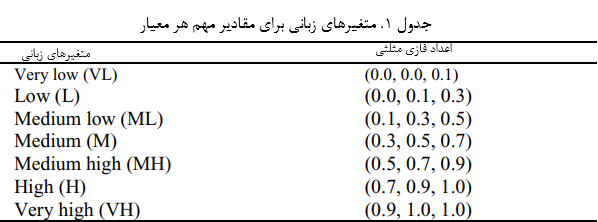 جدول ۱. متغیرهای زبانی برای مقادیر مهم هر معیار
متغیرهای زبانی اعداد فازی مثلثی
Very low (VL) (0.0, 0.0, 0.1)
Low (L) (0.0, 0.1, 0.3)
Medium low (ML) (0.1, 0.3, 0.5)
Medium (M) (0.3, 0.5, 0.7)
Medium high (MH) (0.5, 0.7, 0.9)
High (H) (0.7, 0.9, 1.0)
Very high (VH) (0.9, 1.0, 1.0)